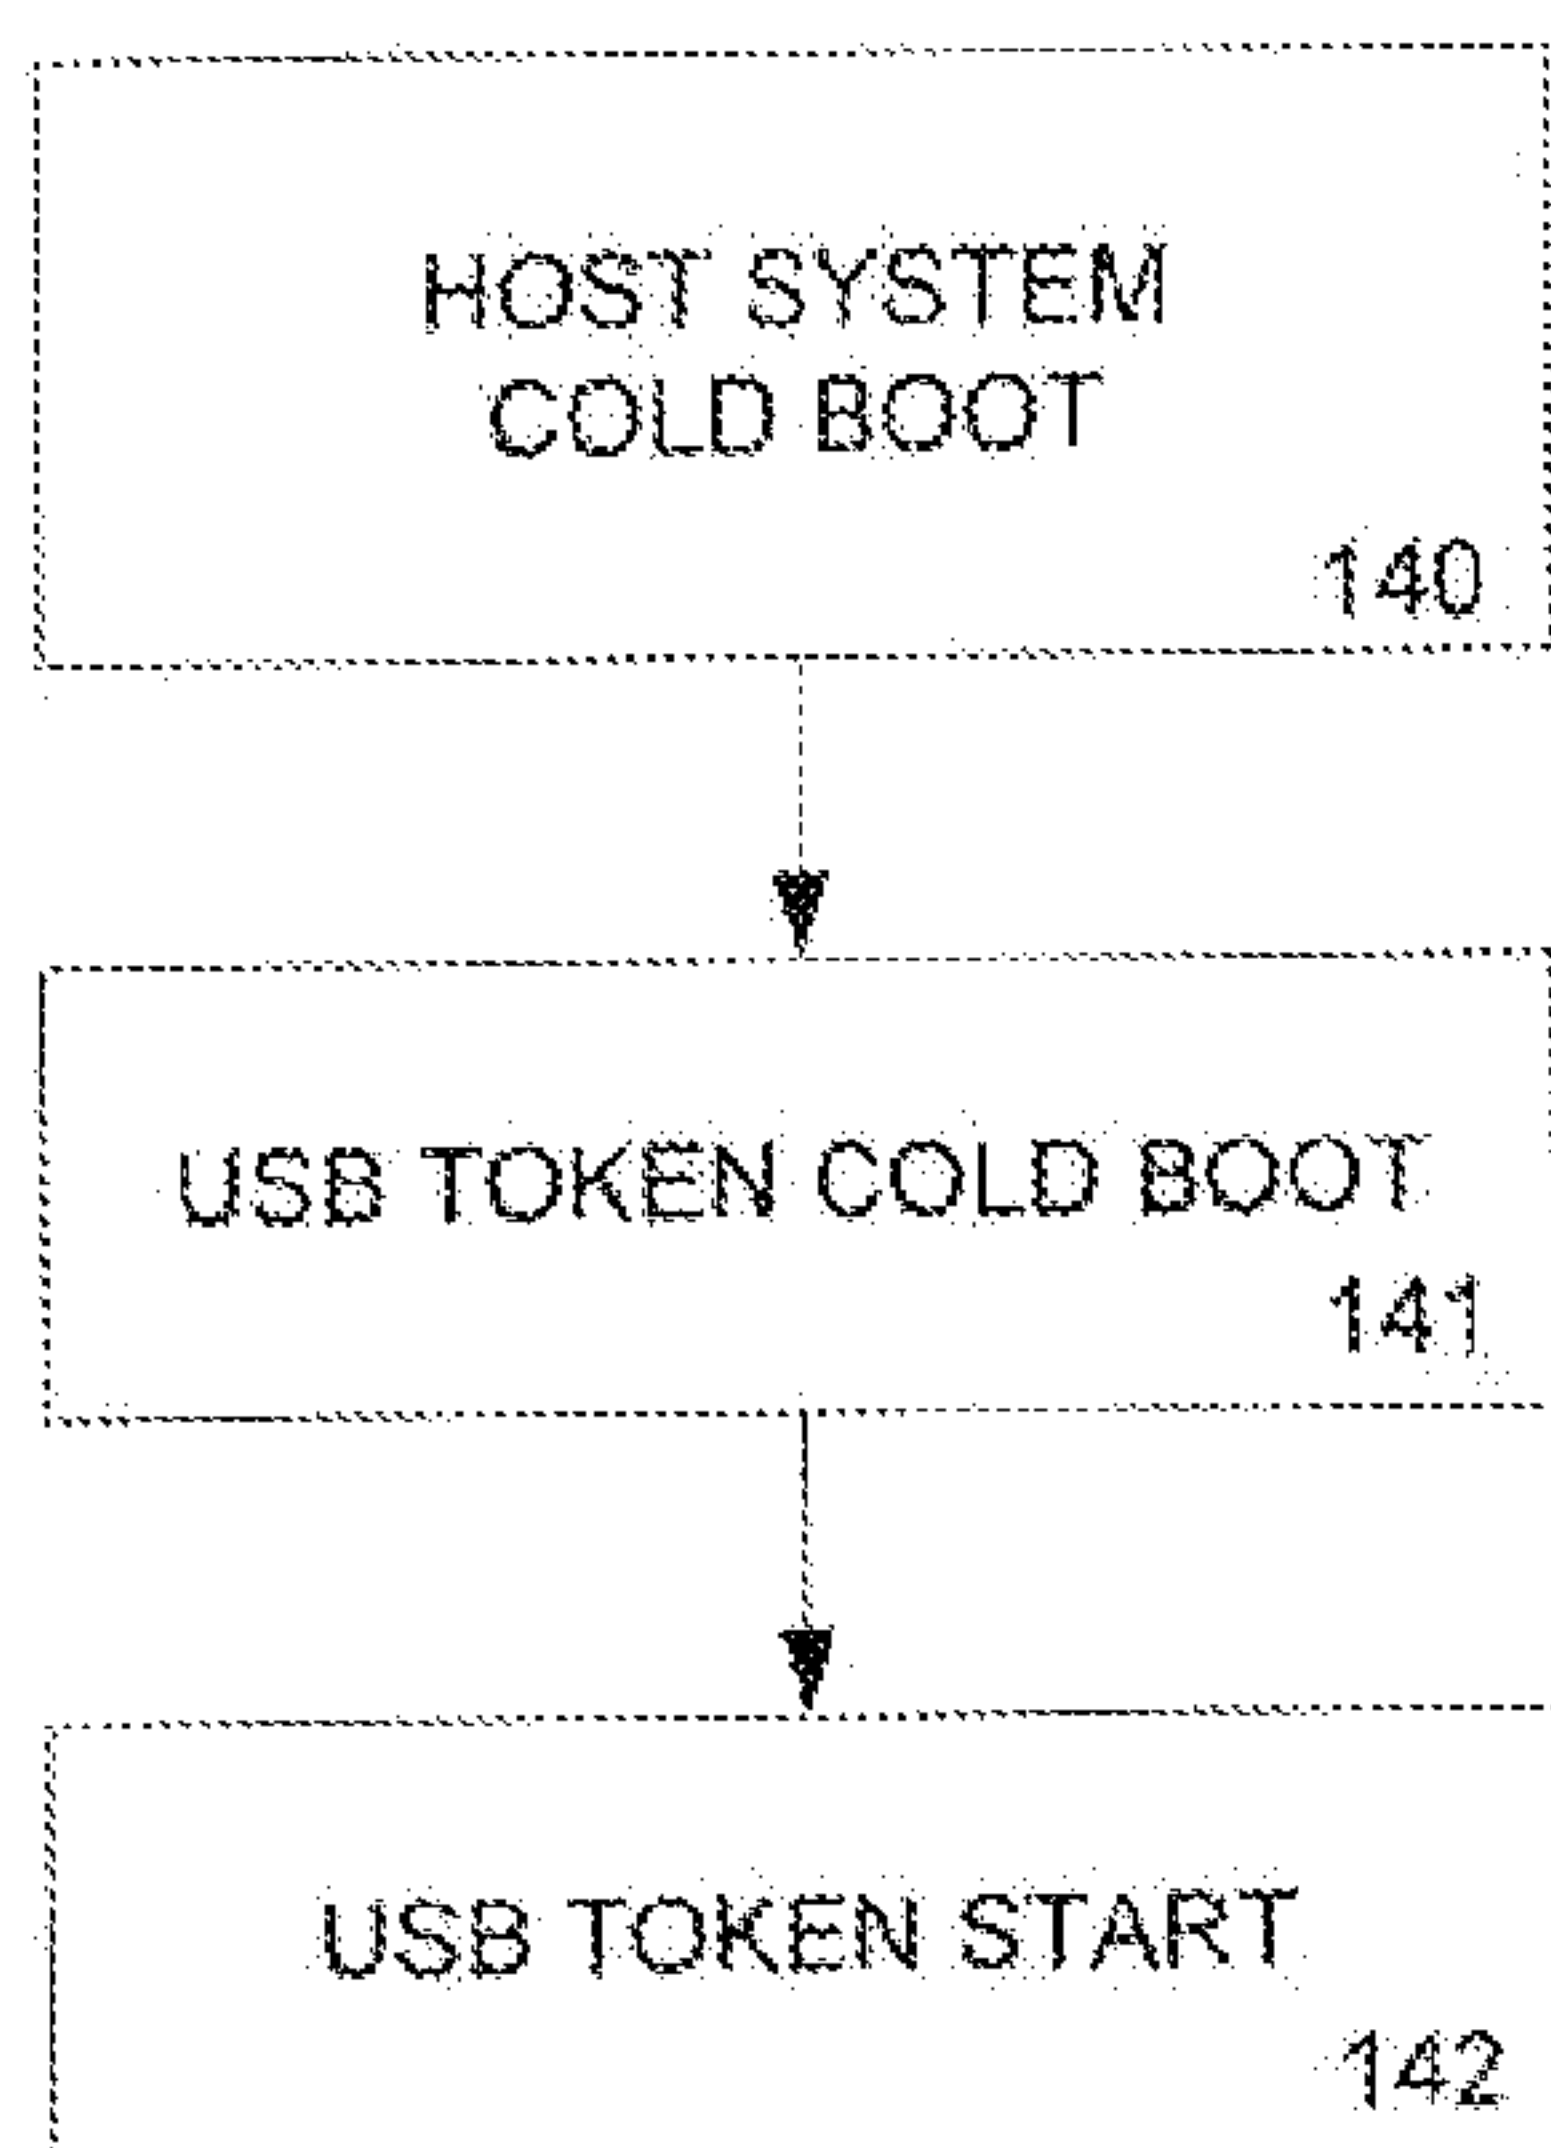 HOST SYSTEM
COLD BOOT
140
USB TOKEN COLD BOOT
141
USB TOKEN START
142